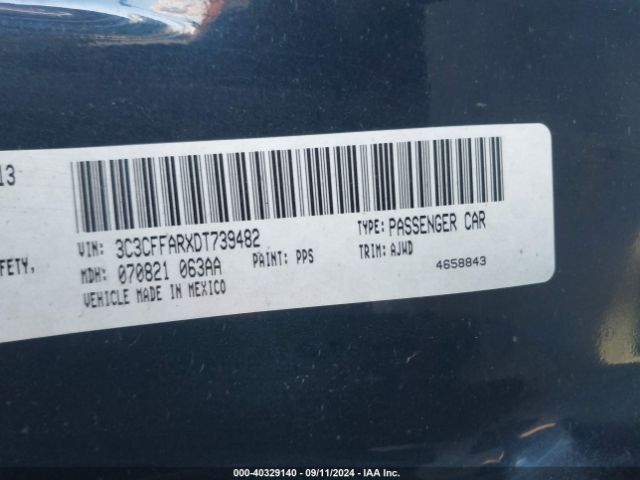 13
VIN: 3C3CFFARXDT739482 TYPE: PASSENGER CAR
FETY, MDH: 070821 063AA PAINT: PPS TRIM: AJWD
VEHICLE MADE IN MEXICO 4658843
000-40329140 - 09/11/2024 - IAA Inc.